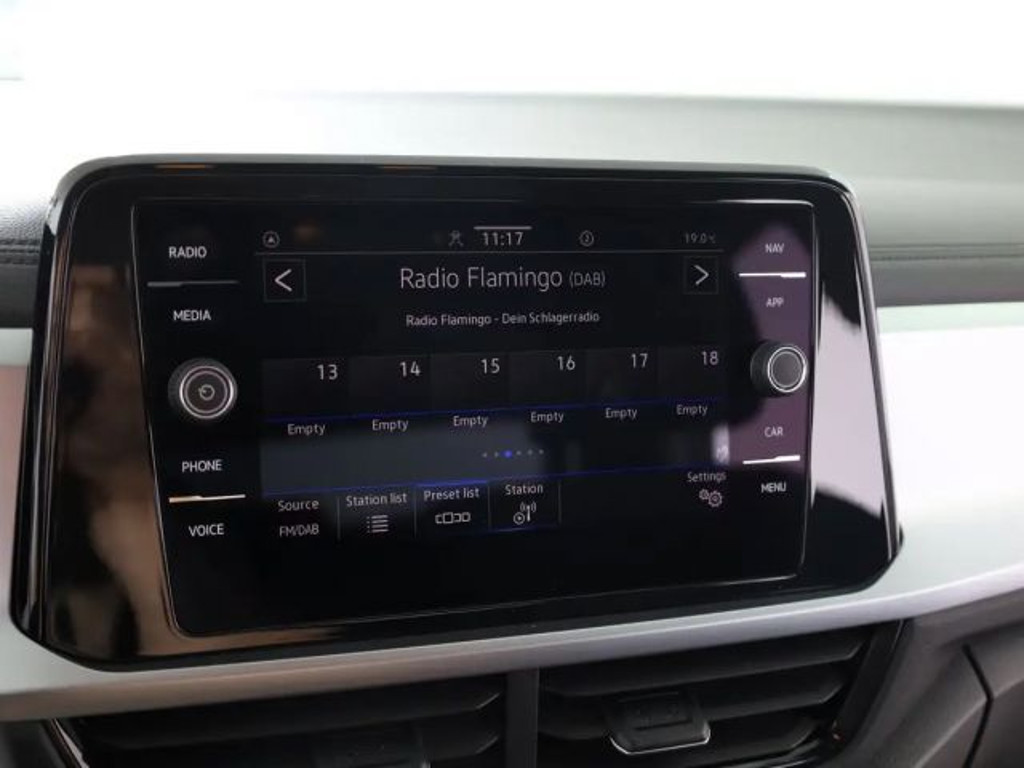 RADIO
MEDIA
PHONE
VOICE
11:17
19.0°C
Radio Flamingo (DAB)
Radio Flamingo - Dein Schlagerradio
13 14 15 16 17 18
Empty Empty Empty Empty Empty Empty
Source Station list Preset list Station Settings
FM/DAB
NAV
APP
CAR
MENU